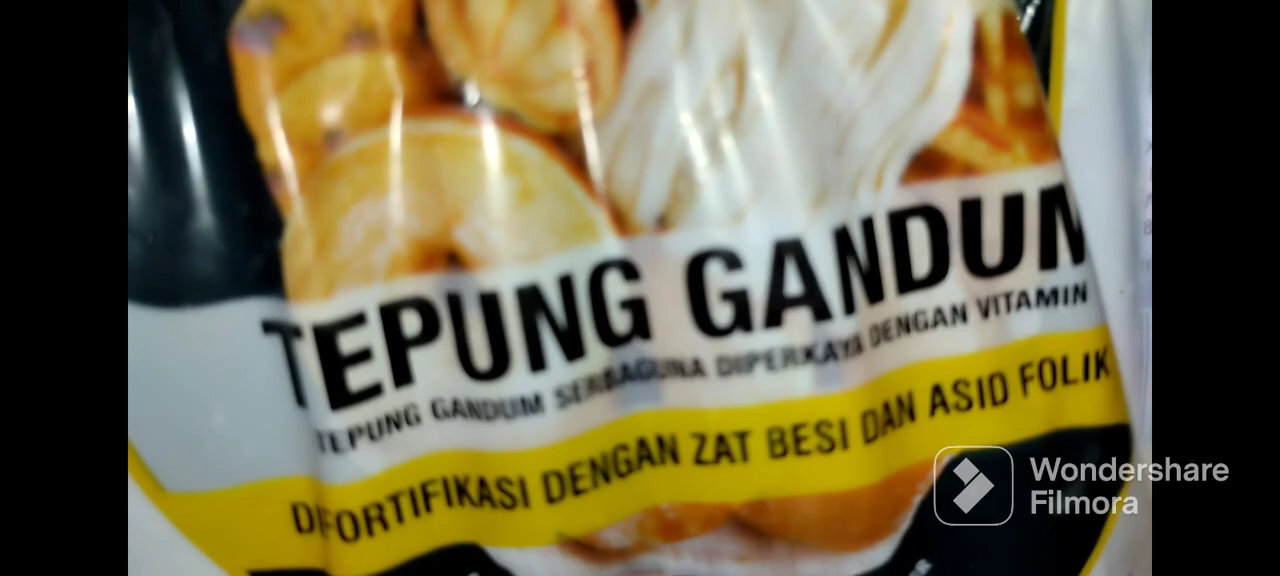 TEPUNG GANDUM
TEPUNG GANDUM SERBAGUNA DIPERKAYA DENGAN VITAMIN
DIFORTIFIKASI DENGAN ZAT BESI DAN ASID FOLIK
Wondershare
Filmora